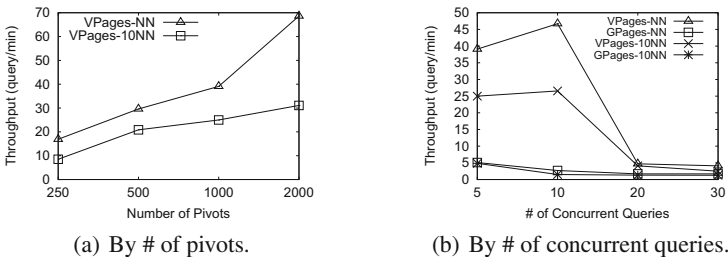 VPages-NN
VPages-10NN
Throughput (query/min)
70
60
50
40
30
20
10
0
250
500
1000
2000
Number of Pivots
(a) By # of pivots.
VPages-NN
GPages-NN
VPages-10NN
GPages-10NN
Throughput (query/min)
50
45
40
35
30
25
20
15
10
5
0
5
10
20
30
# of Concurrent Queries
(b) By # of concurrent queries.